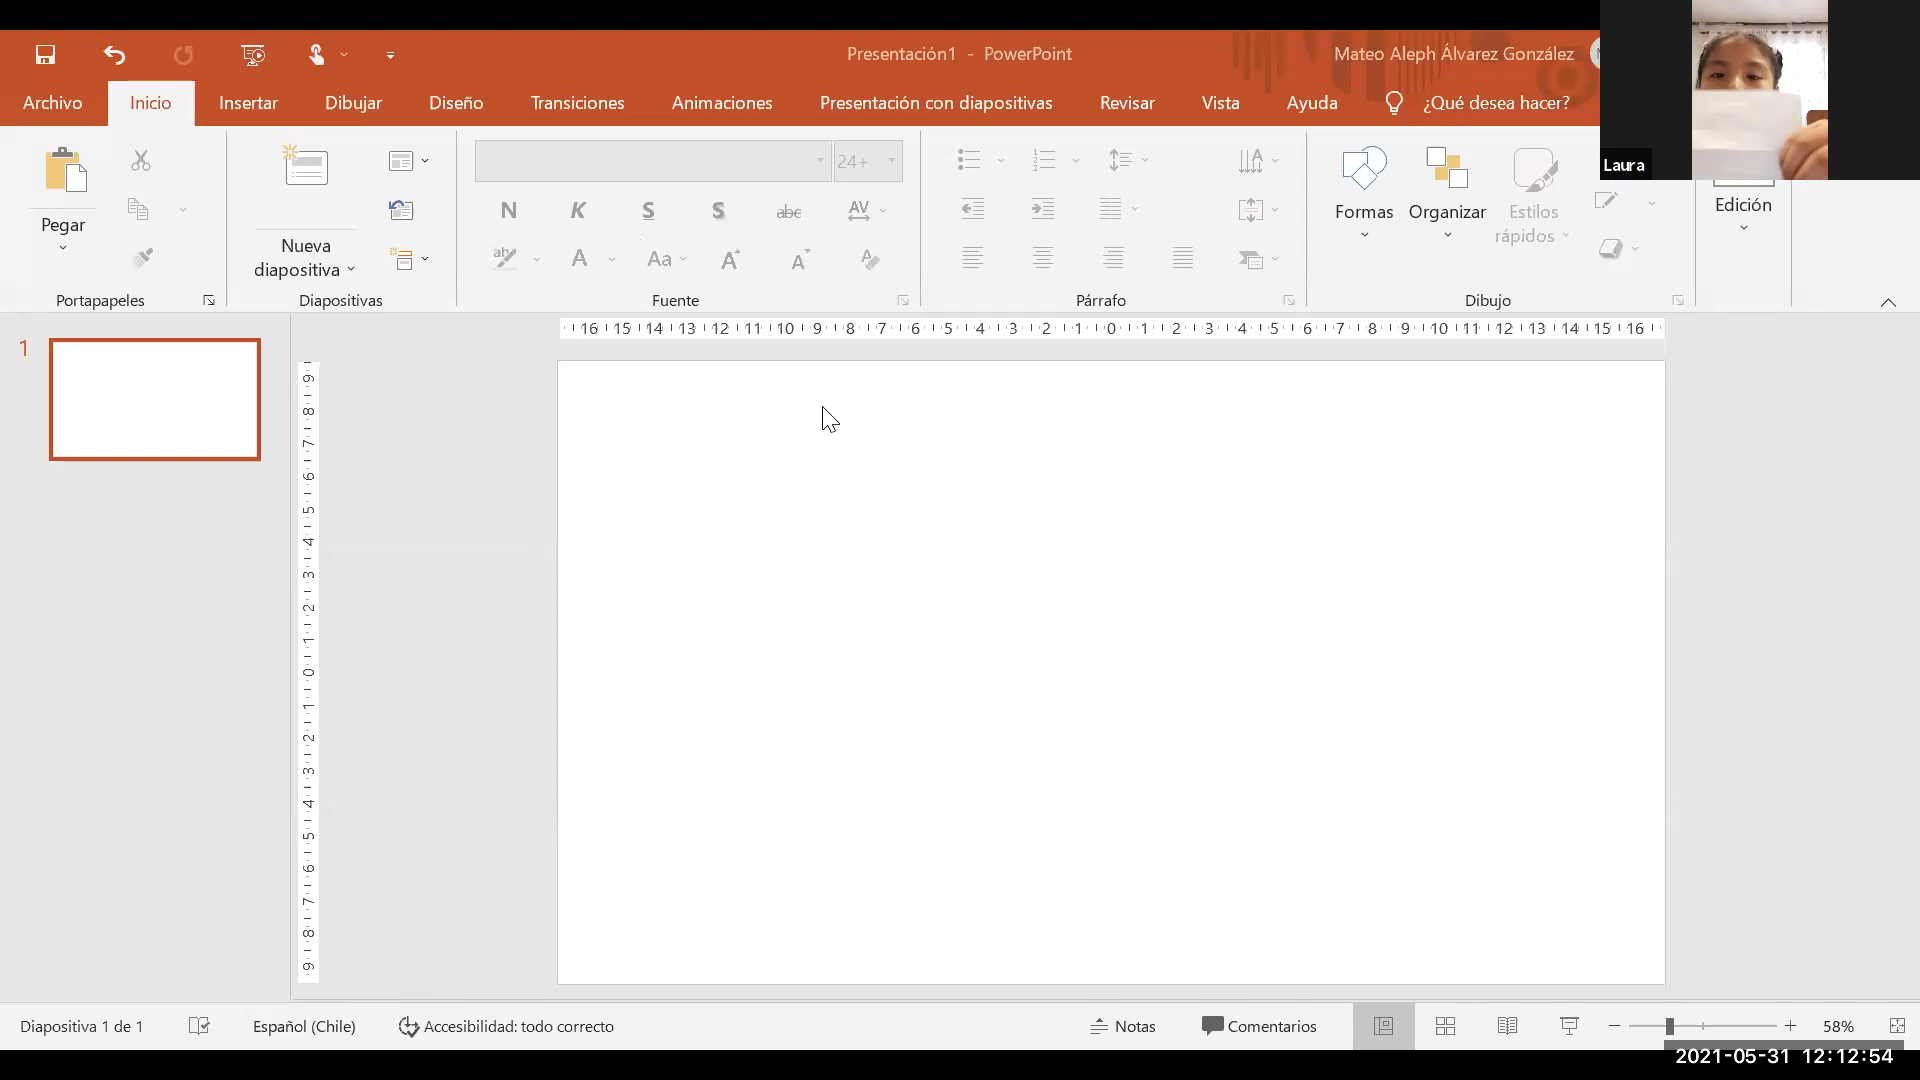 Presentación1 - PowerPoint
Mateo Aleph Álvarez González
Archivo Inicio Insertar Dibujar Diseño Transiciones Animaciones Presentación con diapositivas Revisar Vista Ayuda ¿Qué desea hacer?
Laura
Pegar
Nueva diapositiva
24+
N K S S abc AV
aby A Aa A A A
Formas Organizar Estilos rápidos
Edición
Portapapeles Diapositivas Fuente Párrafo Dibujo
16 15 14 13 12 11 10 9 8 7 6 5 4 3 2 1 0 1 2 3 4 5 6 7 8 9 10 11 12 13 14 15 16
1
9 8 7 6 5 4 3 2 1 0 1 2 3 4 5 6 7 8 9
Diapositiva 1 de 1 Español (Chile) Accesibilidad: todo correcto Notas Comentarios 58%
2021-05-31 12:12:54